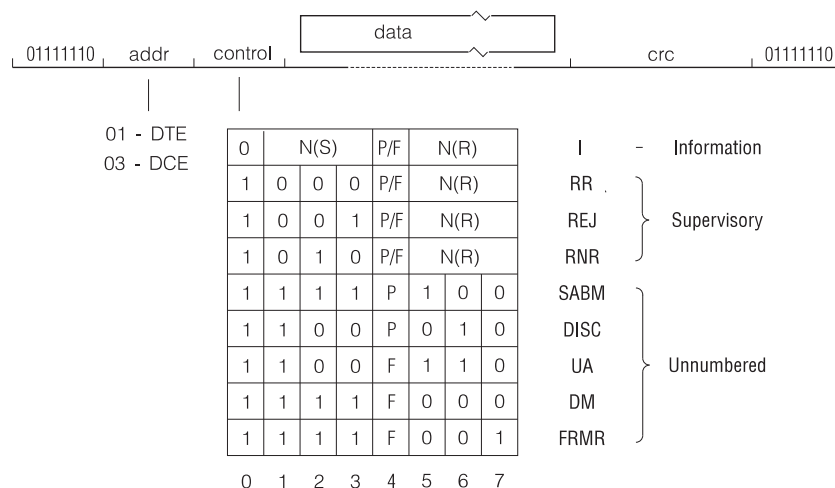 data
01111110 addr control crc 01111110
01 - DTE
03 - DCE
0 N(S) P/F N(R) I - Information
1 0 0 0 P/F N(R) RR
1 0 0 1 P/F N(R) REJ Supervisory
1 0 1 0 P/F N(R) RNR
1 1 1 1 P 1 0 0 SABM
1 1 0 0 P 0 1 0 DISC
1 1 0 0 F 1 1 0 UA Unnumbered
1 1 1 1 F 0 0 0 DM
1 1 1 1 F 0 0 1 FRMR
0 1 2 3 4 5 6 7